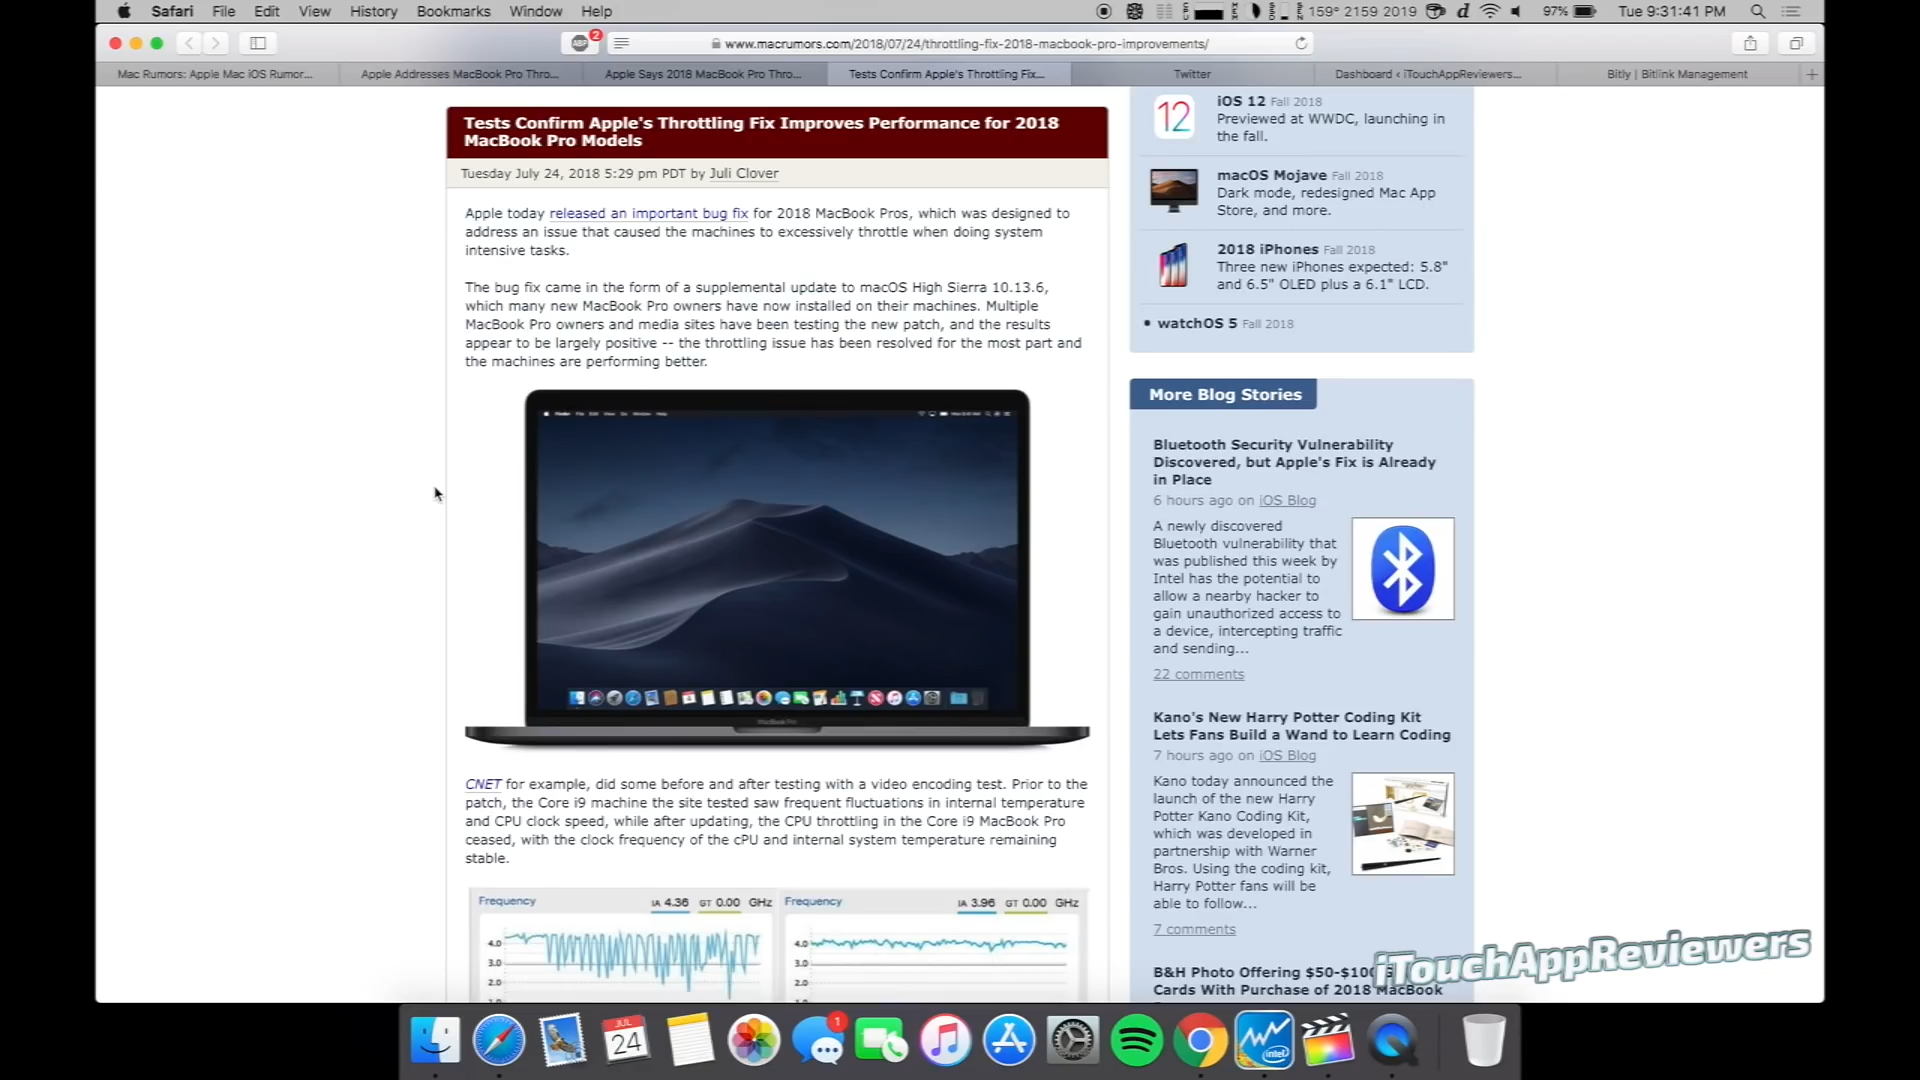 Safari File Edit View History Bookmarks Window Help
159° 2159 2019 97% Tue 9:31:41 PM
ABP 2 www.macrumors.com/2018/07/24/throttling-fix-2018-macbook-pro-improvements/
Mac Rumors: Apple Mac iOS Rumor... Apple Addresses MacBook Pro Thro... Apple Says 2018 MacBook Pro Thro... Tests Confirm Apple's Throttling Fix... Twitter Dashboard ‹ iTouchAppReviewers... Bitly | Bitlink Management
Tests Confirm Apple's Throttling Fix Improves Performance for 2018
MacBook Pro Models
Tuesday July 24, 2018 5:29 pm PDT by Juli Clover
Apple today released an important bug fix for 2018 MacBook Pros, which was designed to
address an issue that caused the machines to excessively throttle when doing system
intensive tasks.
The bug fix came in the form of a supplemental update to macOS High Sierra 10.13.6,
which many new MacBook Pro owners have now installed on their machines. Multiple
MacBook Pro owners and media sites have been testing the new patch, and the results
appear to be largely positive -- the throttling issue has been resolved for the most part and
the machines are performing better.
MacBook Pro
CNET for example, did some before and after testing with a video encoding test. Prior to the
patch, the Core i9 machine the site tested saw frequent fluctuations in internal temperature
and CPU clock speed, while after updating, the CPU throttling in the Core i9 MacBook Pro
ceased, with the clock frequency of the cPU and internal system temperature remaining
stable.
Frequency IA 4.36 GT 0.00 GHz
4.0
3.0
2.0
Frequency IA 3.96 GT 0.00 GHz
4.0
3.0
2.0
12
iOS 12 Fall 2018
Previewed at WWDC, launching in
the fall.
macOS Mojave Fall 2018
Dark mode, redesigned Mac App
Store, and more.
2018 iPhones Fall 2018
Three new iPhones expected: 5.8"
and 6.5" OLED plus a 6.1" LCD.
• watchOS 5 Fall 2018
More Blog Stories
Bluetooth Security Vulnerability
Discovered, but Apple's Fix is Already
in Place
6 hours ago on iOS Blog
A newly discovered
Bluetooth vulnerability that
was published this week by
Intel has the potential to
allow a nearby hacker to
gain unauthorized access to
a device, intercepting traffic
and sending...
22 comments
Kano's New Harry Potter Coding Kit
Lets Fans Build a Wand to Learn Coding
7 hours ago on iOS Blog
Kano today announced the
launch of the new Harry
Potter Kano Coding Kit,
which was developed in
partnership with Warner
Bros. Using the coding kit,
Harry Potter fans will be
able to follow...
7 comments
B&H Photo Offering $50-$100
Cards With Purchase of 2018 MacBook
iTouchAppReviewers
JUL
24
1
intel